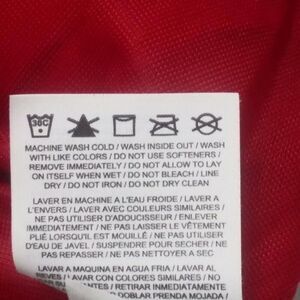 30C
MACHINE WASH COLD / WASH INSIDE OUT / WASH
WITH LIKE COLORS / DO NOT USE SOFTENERS /
REMOVE IMMEDIATELY / DO NOT ALLOW TO LAY
ON ITSELF WHEN WET / DO NOT BLEACH / LINE
DRY / DO NOT IRON / DO NOT DRY CLEAN
LAVER EN MACHINE A L'EAU FROIDE / LAVER A
L'ENVERS / LAVER AVEC COULEURS SIMILAIRES /
NE PAS UTILISER D'ADOUCISSEUR / ENLEVER
IMMEDIATEMENT / NE PAS LAISSER LE VÊTEMENT
PLIÉ LORSQU'IL EST MOUILLÉ / NE PAS UTILISER
D'EAU DE JAVEL / SUSPENDRE POUR SECHER / NE
PAS REPASSER / NE PAS NETTOYER A SEC
LAVAR A MAQUINA EN AGUA FRIA / LAVAR AL
REVES / LAVAR CON COLORES SIMILARES / NO
SUAVIZANTES / RETIRAR INMEDIATAMENTE
DOBLAR PRENDA MOJADA /